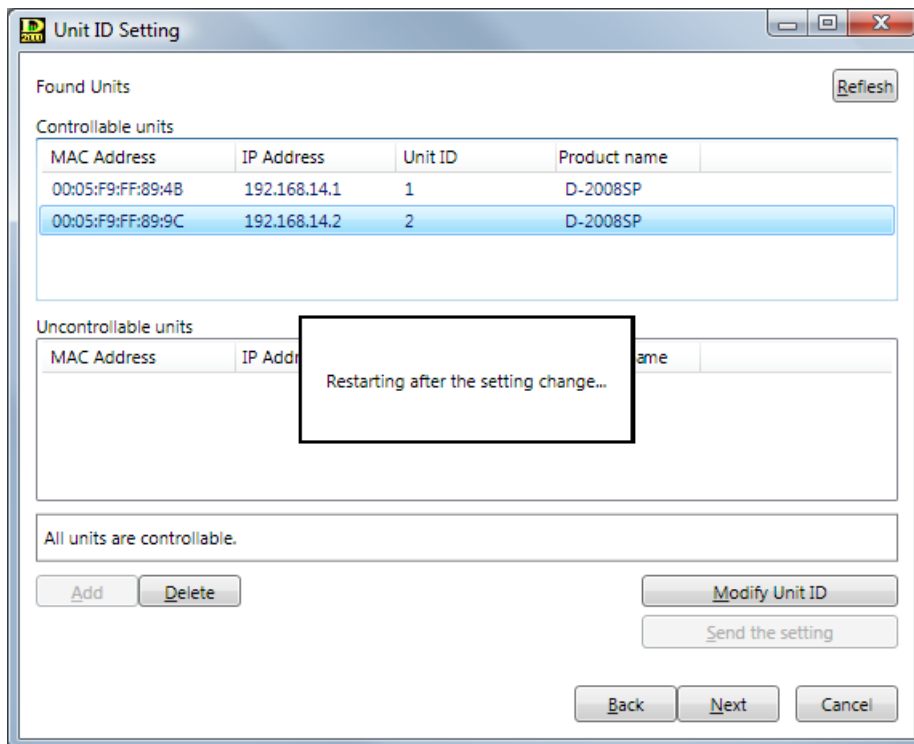 Unit ID Setting
Found Units
Reflesh
Controllable units
MAC Address IP Address Unit ID Product name
00:05:F9:FF:89:4B 192.168.14.1 1 D-2008SP
00:05:F9:FF:89:9C 192.168.14.2 2 D-2008SP
Uncontrollable units
MAC Address IP Addr ame
Restarting after the setting change...
All units are controllable.
Add Delete Modify Unit ID
Send the setting
Back Next Cancel